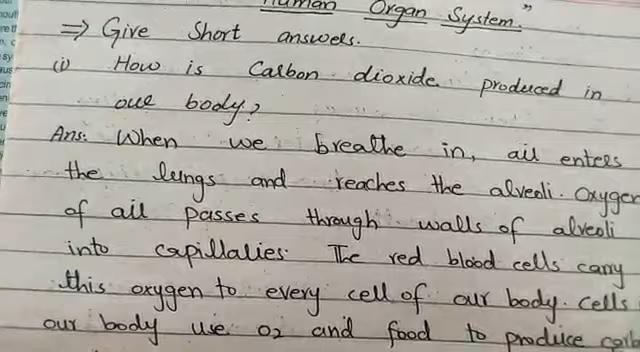 "Human Organ System."
⇒ Give Short answers.
(i) How is Carbon dioxide produced in
our body?
Ans: When we breathe in, air enters
the lungs and reaches the alveoli. Oxygen
of air passes through walls of alveoli
into capillaries. The red blood cells carry
this oxygen to every cell of our body. Cells
our body use O2 and food to produce carb